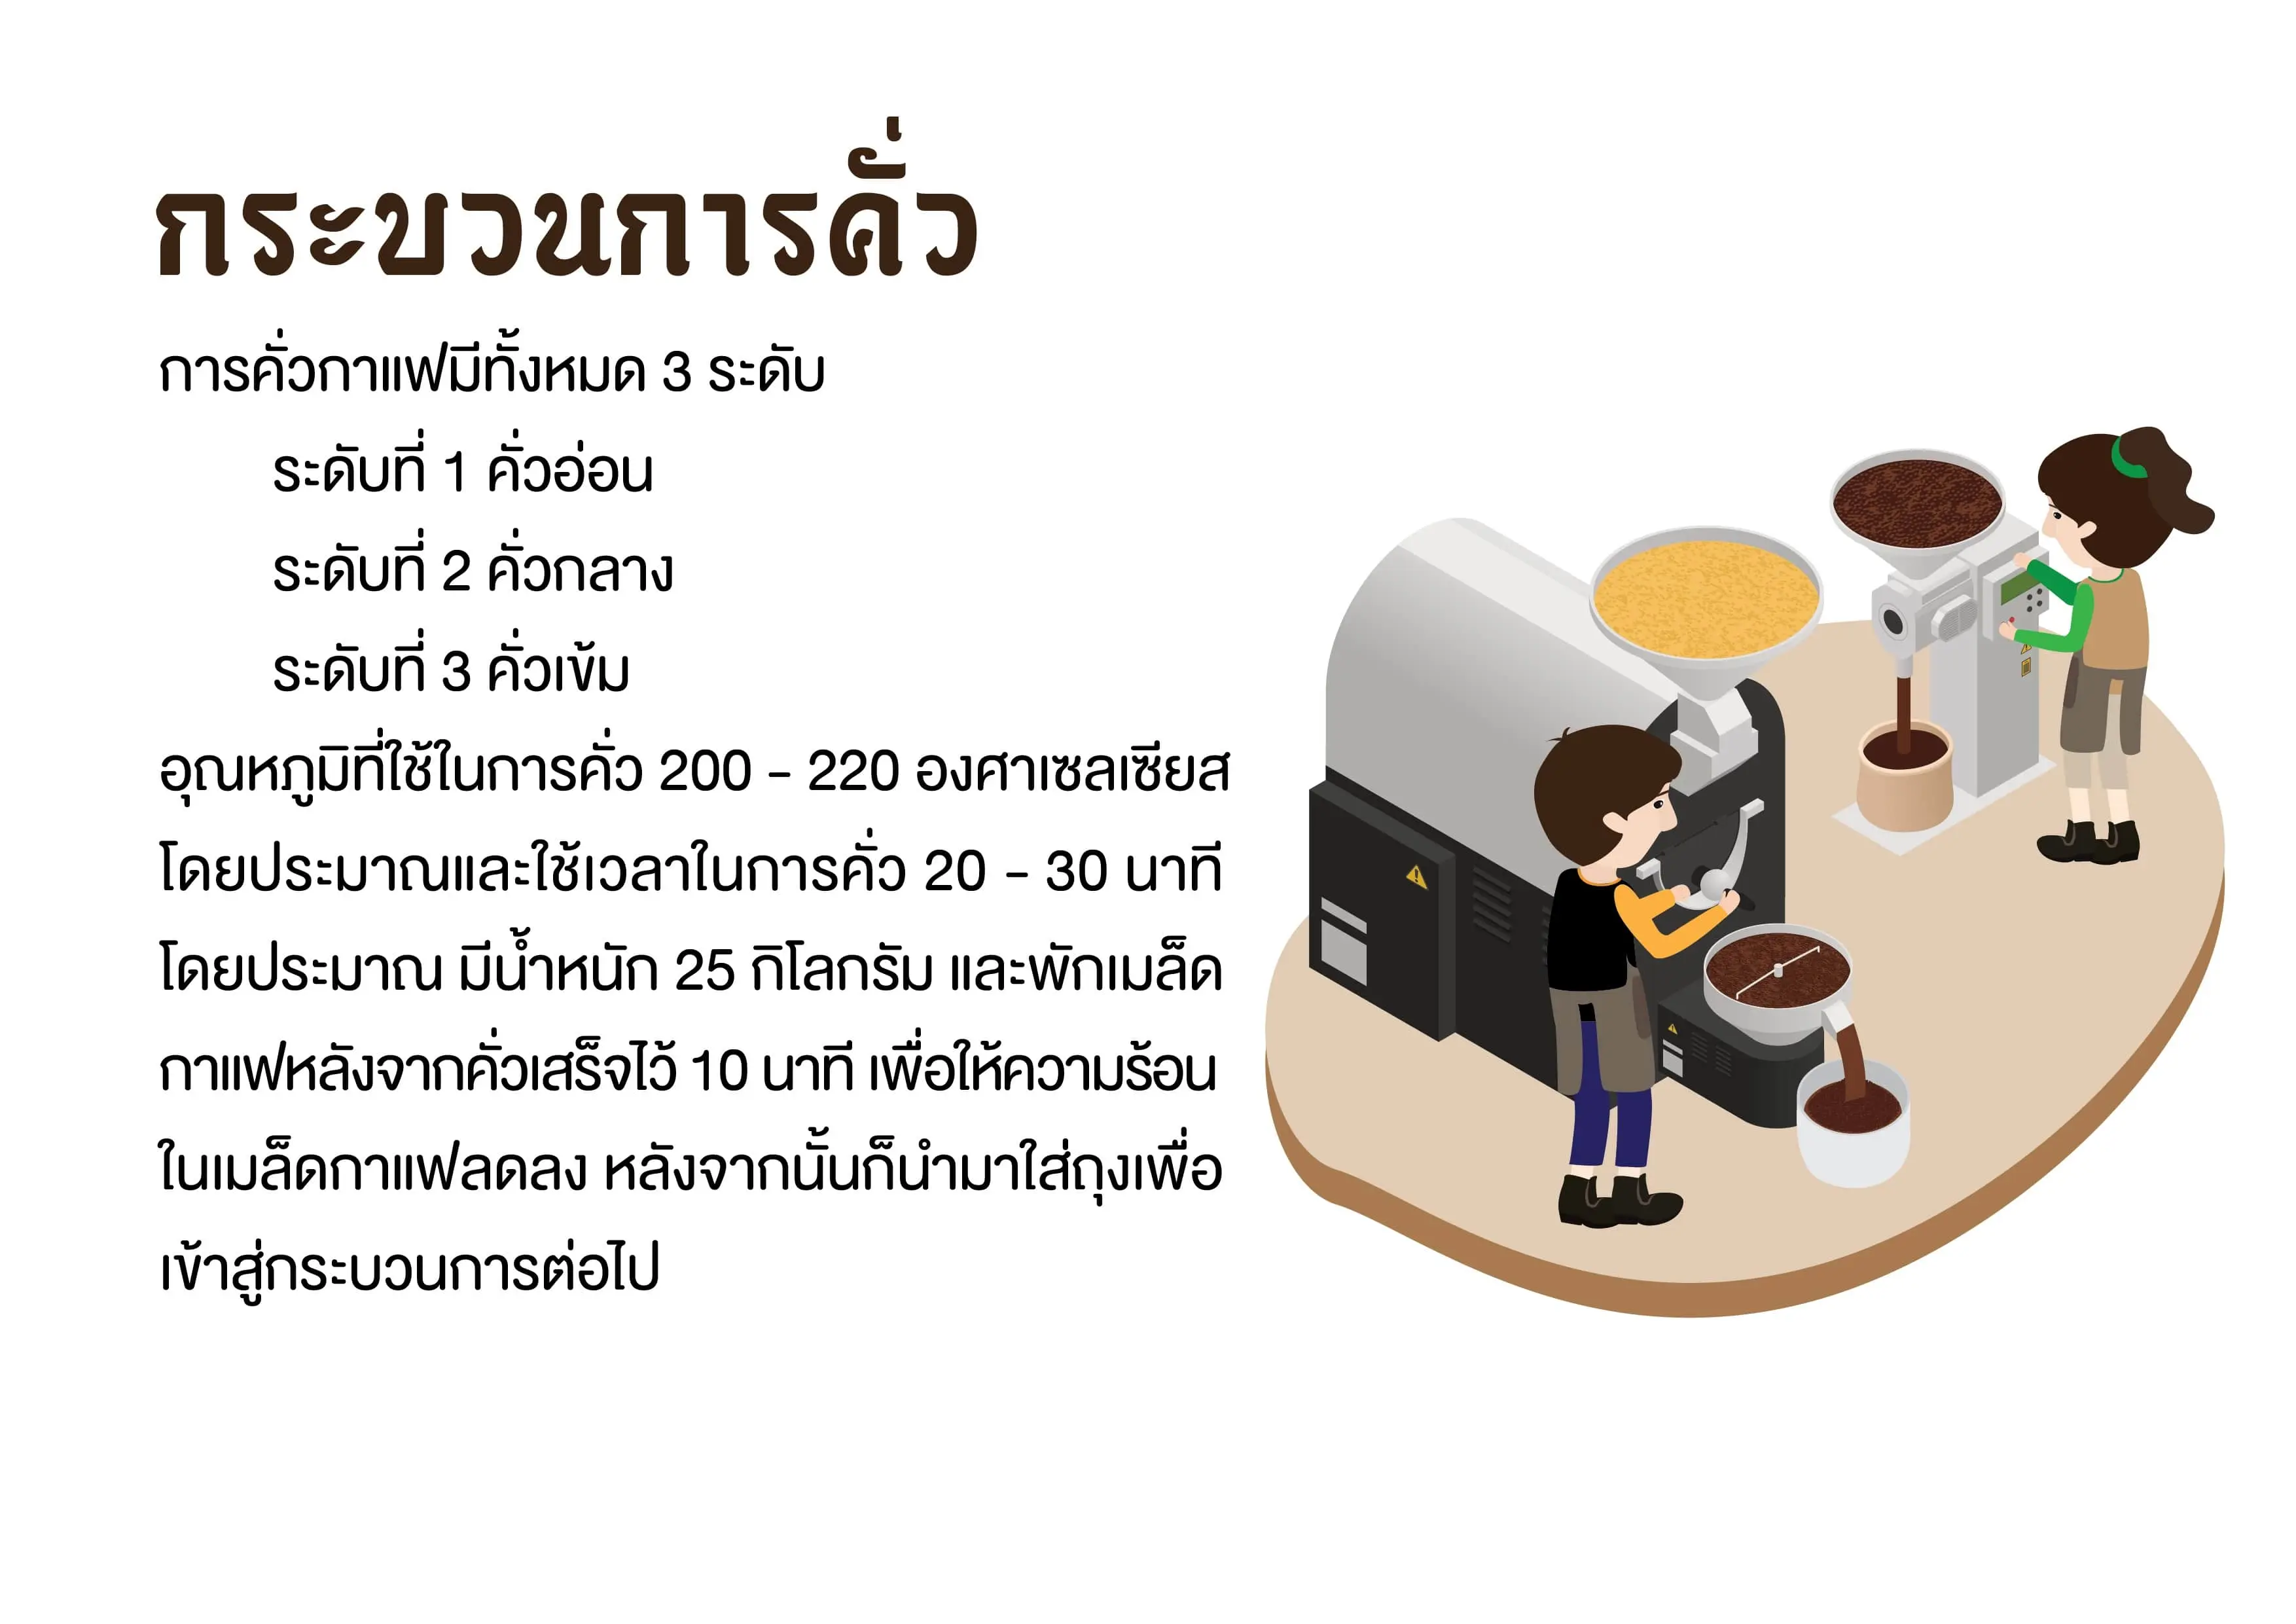 กระบวนการคั่ว
การคั่วกาแฟมีทั้งหมด 3 ระดับ
ระดับที่ 1 คั่วอ่อน
ระดับที่ 2 คั่วกลาง
ระดับที่ 3 คั่วเข้ม
อุณหภูมิที่ใช้ในการคั่ว 200 - 220 องศาเซลเซียส
โดยประมาณและใช้เวลาในการคั่ว 20 - 30 นาที
โดยประมาณ มีน้ำหนัก 25 กิโลกรัม และพักเมล็ด
กาแฟหลังจากคั่วเสร็จไว้ 10 นาที เพื่อให้ความร้อน
ในเมล็ดกาแฟลดลง หลังจากนั้นก็นำมาใส่ถุงเพื่อ
เข้าสู่กระบวนการต่อไป